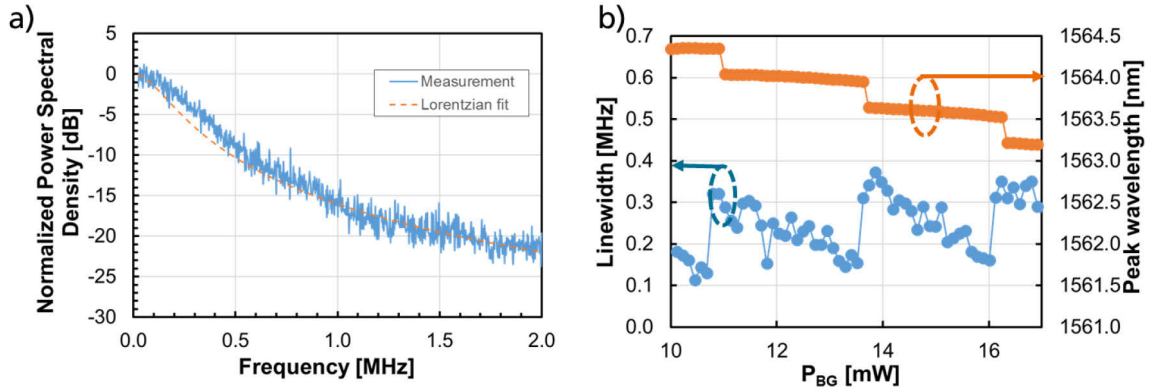 a)
Normalized Power Spectral
Density [dB]
5
0
-5
-10
-15
-20
-25
-30
Measurement
Lorentzian fit
0.0 0.5 1.0 1.5 2.0
Frequency [MHz]
b)
Linewidth [MHz]
0.7
0.6
0.5
0.4
0.3
0.2
0.1
0.0
1564.5
1564.0
1563.5
1563.0
1562.5
1562.0
1561.5
1561.0
Peak wavelength [nm]
10 12 14 16
PBG [mW]